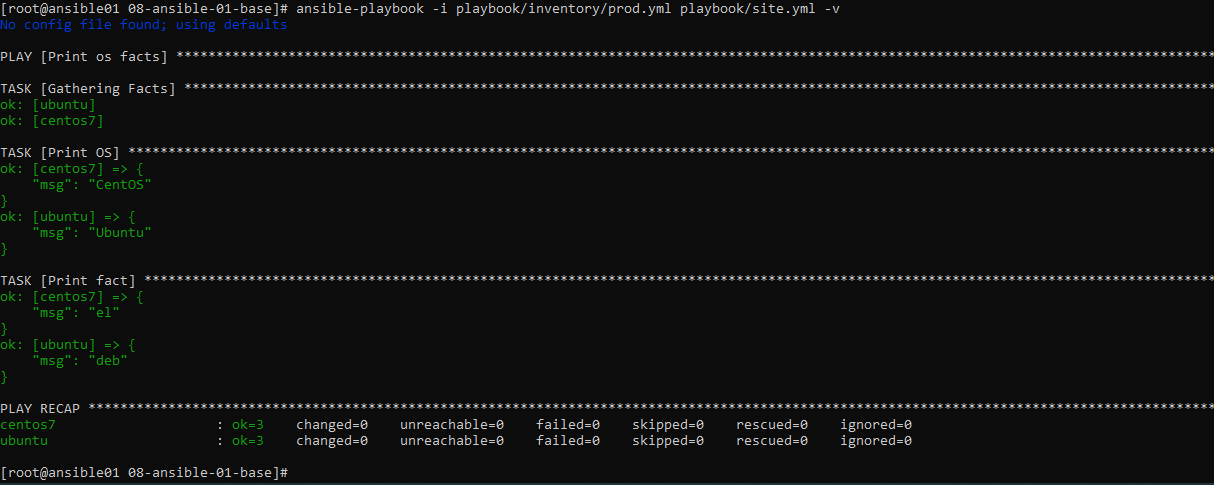 [root@ansible01 08-ansible-01-base]# ansible-playbook -i playbook/inventory/prod.yml playbook/site.yml -v
No config file found; using defaults
PLAY [Print os facts] **********************************************************************************************************************************
TASK [Gathering Facts] *********************************************************************************************************************************
ok: [ubuntu]
ok: [centos7]
TASK [Print OS] ****************************************************************************************************************************************
ok: [centos7] => {
    "msg": "CentOS"
}
ok: [ubuntu] => {
    "msg": "Ubuntu"
}
TASK [Print fact] **************************************************************************************************************************************
ok: [centos7] => {
    "msg": "el"
}
ok: [ubuntu] => {
    "msg": "deb"
}
PLAY RECAP *********************************************************************************************************************************************
centos7                    : ok=3    changed=0    unreachable=0    failed=0    skipped=0    rescued=0    ignored=0
ubuntu                     : ok=3    changed=0    unreachable=0    failed=0    skipped=0    rescued=0    ignored=0
[root@ansible01 08-ansible-01-base]#